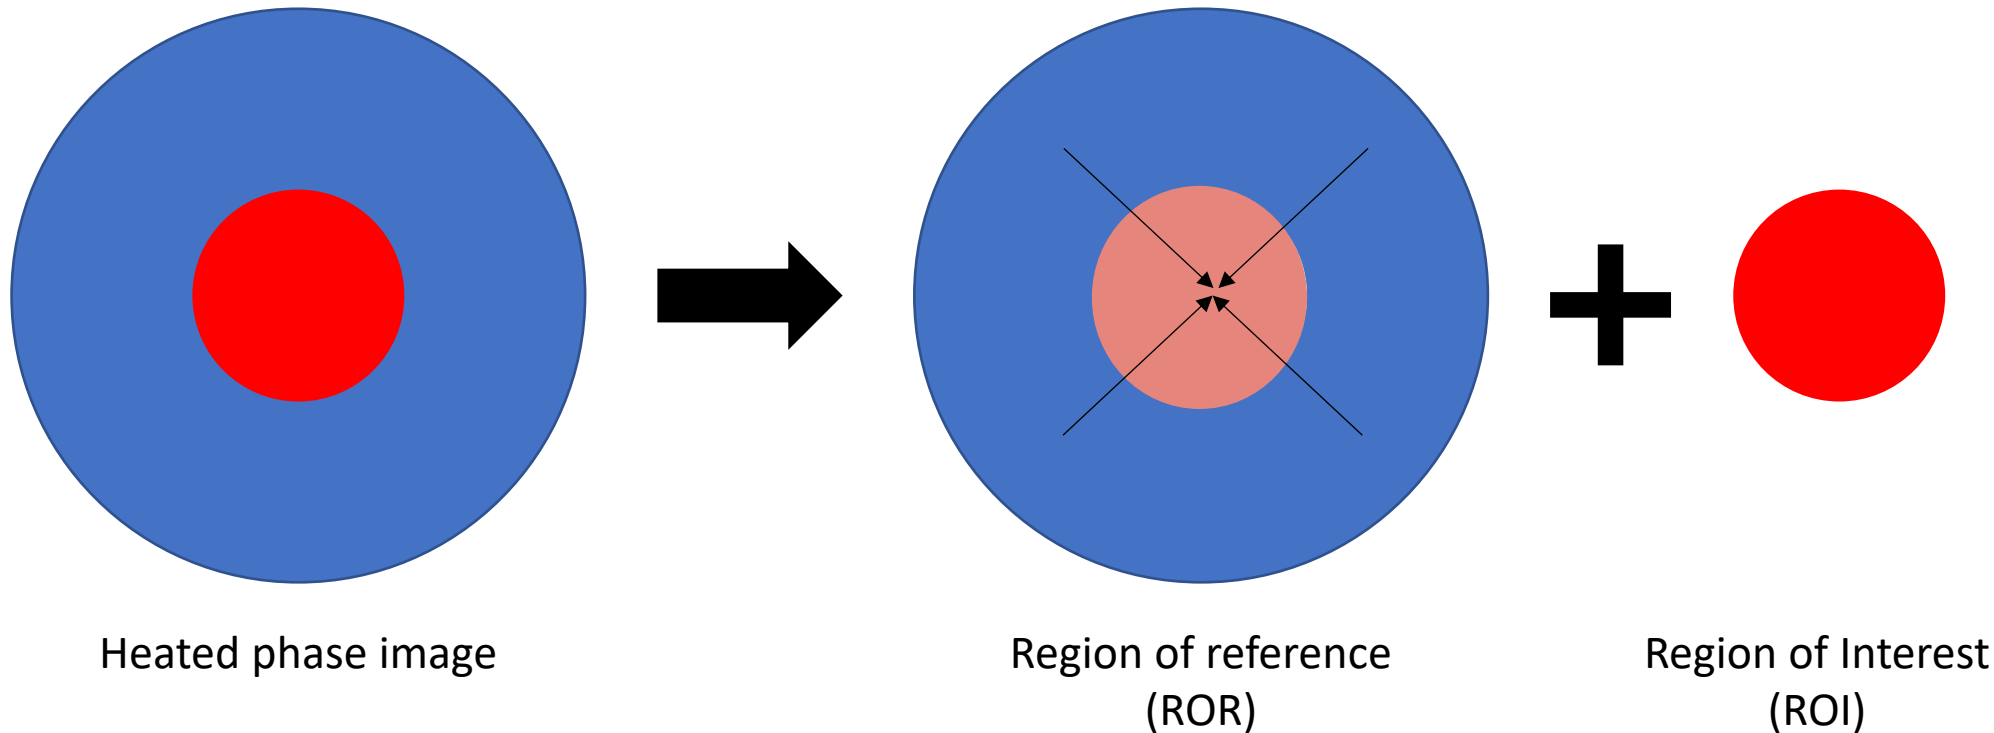 Heated phase image
Region of reference
(ROR)
Region of Interest
(ROI)